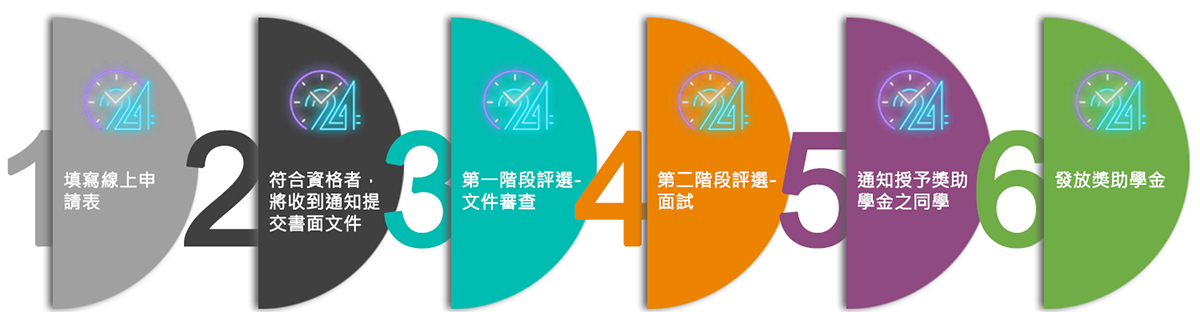 1
填寫線上申
請表
2
符合資格者，
將收到通知提
交書面文件
3
第一階段評選-
文件審查
4
第二階段評選-
面試
5
通知授予獎助
學金之同學
6
發放獎助學金